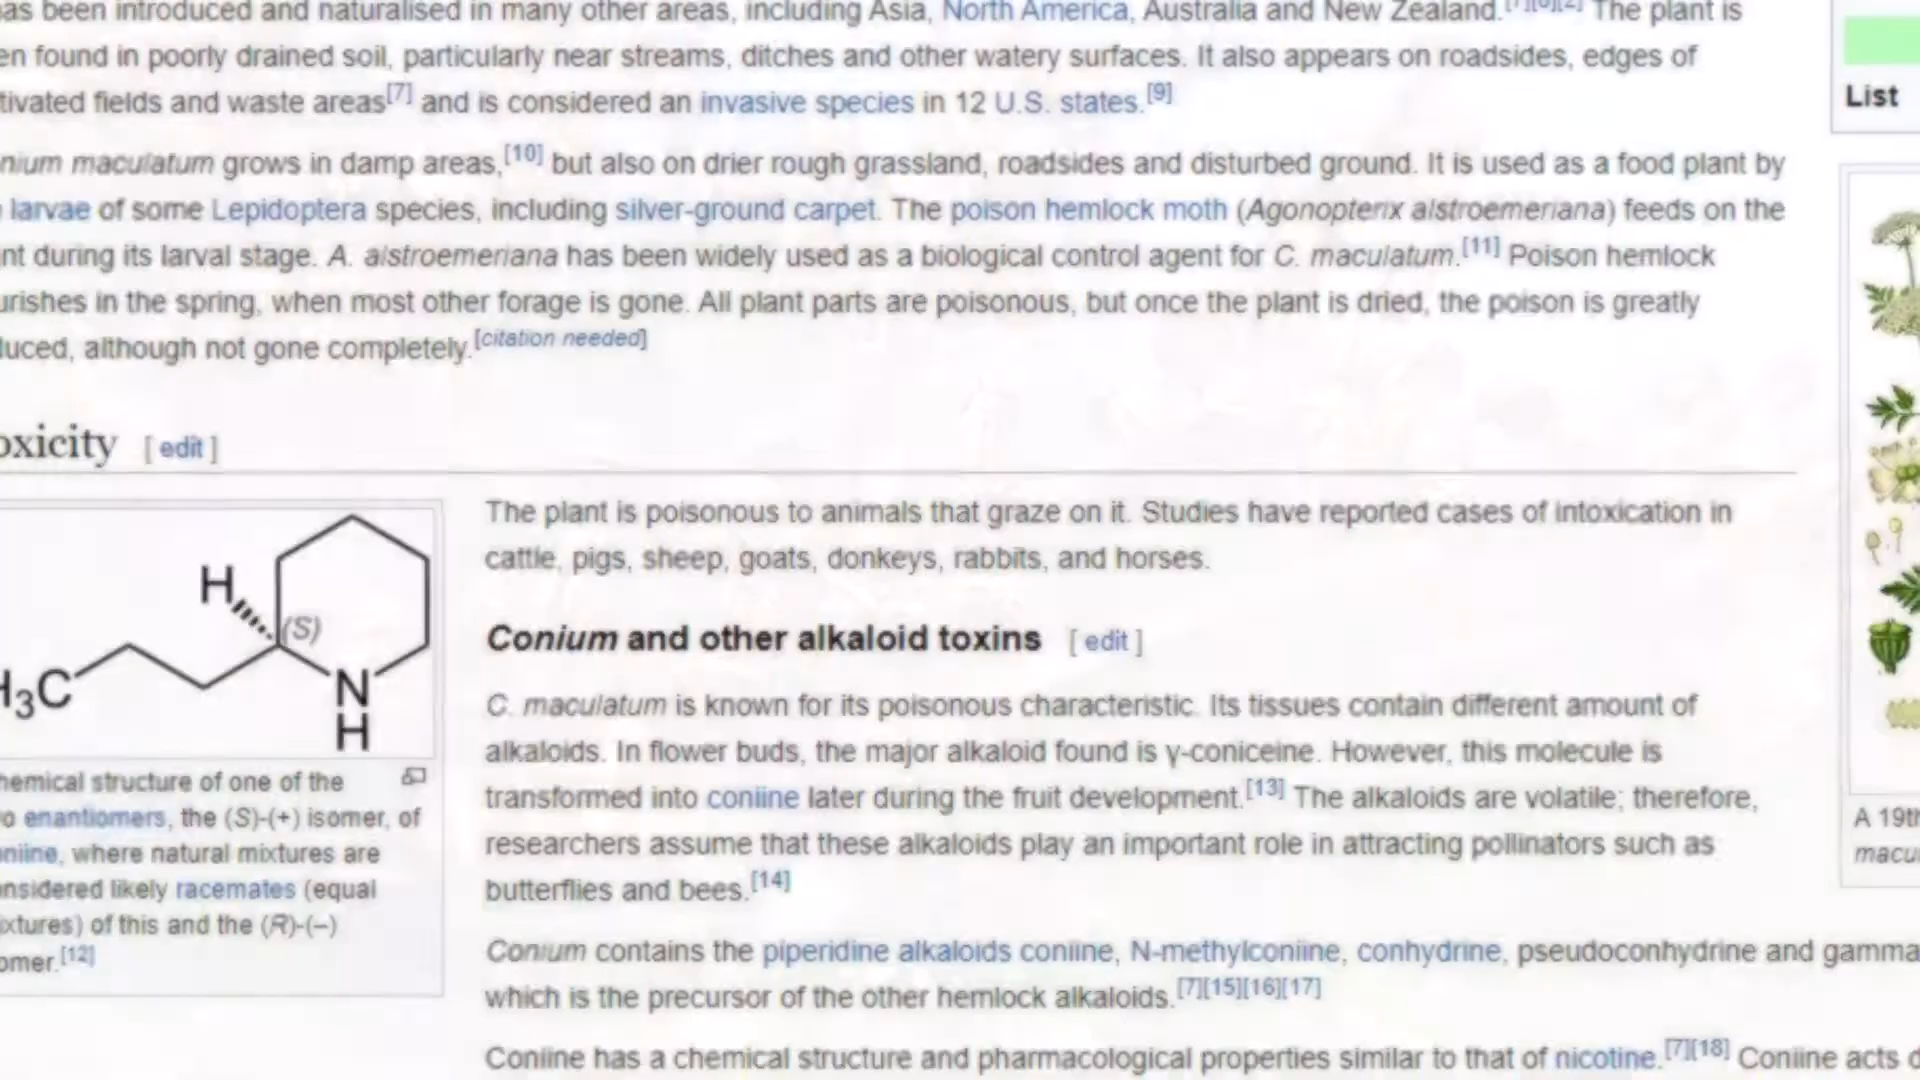 as been introduced and naturalised in many other areas, including Asia, North America, Australia and New Zealand. The plant is
en found in poorly drained soil, particularly near streams, ditches and other watery surfaces. It also appears on roadsides, edges of
tivated fields and waste areas[7] and is considered an invasive species in 12 U.S. states.[9]
List
nium maculatum grows in damp areas,[10] but also on drier rough grassland, roadsides and disturbed ground. It is used as a food plant by
larvae of some Lepidoptera species, including silver-ground carpet. The poison hemlock moth (Agonopterix alstroemeriana) feeds on the
nt during its larval stage. A. alstroemeriana has been widely used as a biological control agent for C. maculatum.[11] Poison hemlock
urishes in the spring, when most other forage is gone. All plant parts are poisonous, but once the plant is dried, the poison is greatly
duced, although not gone completely.[citation needed]
oxicity [edit]
The plant is poisonous to animals that graze on it. Studies have reported cases of intoxication in
cattle, pigs, sheep, goats, donkeys, rabbits, and horses.
H
(S)
H3C
N
H
hemical structure of one of the
o enantiomers, the (S)-(+) isomer, of
niine, where natural mixtures are
nsidered likely racemates (equal
ixtures) of this and the (R)-(−)
omer.[12]
Conium and other alkaloid toxins [edit]
C. maculatum is known for its poisonous characteristic. Its tissues contain different amount of
alkaloids. In flower buds, the major alkaloid found is γ-coniceine. However, this molecule is
transformed into coniine later during the fruit development.[13] The alkaloids are volatile; therefore,
researchers assume that these alkaloids play an important role in attracting pollinators such as
butterflies and bees.[14]
A 19th
macu
Conium contains the piperidine alkaloids coniine, N-methylconiine, conhydrine, pseudoconhydrine and gamma
which is the precursor of the other hemlock alkaloids.[7][15][16][17]
Coniine has a chemical structure and pharmacological properties similar to that of nicotine.[7][18] Coniine acts d